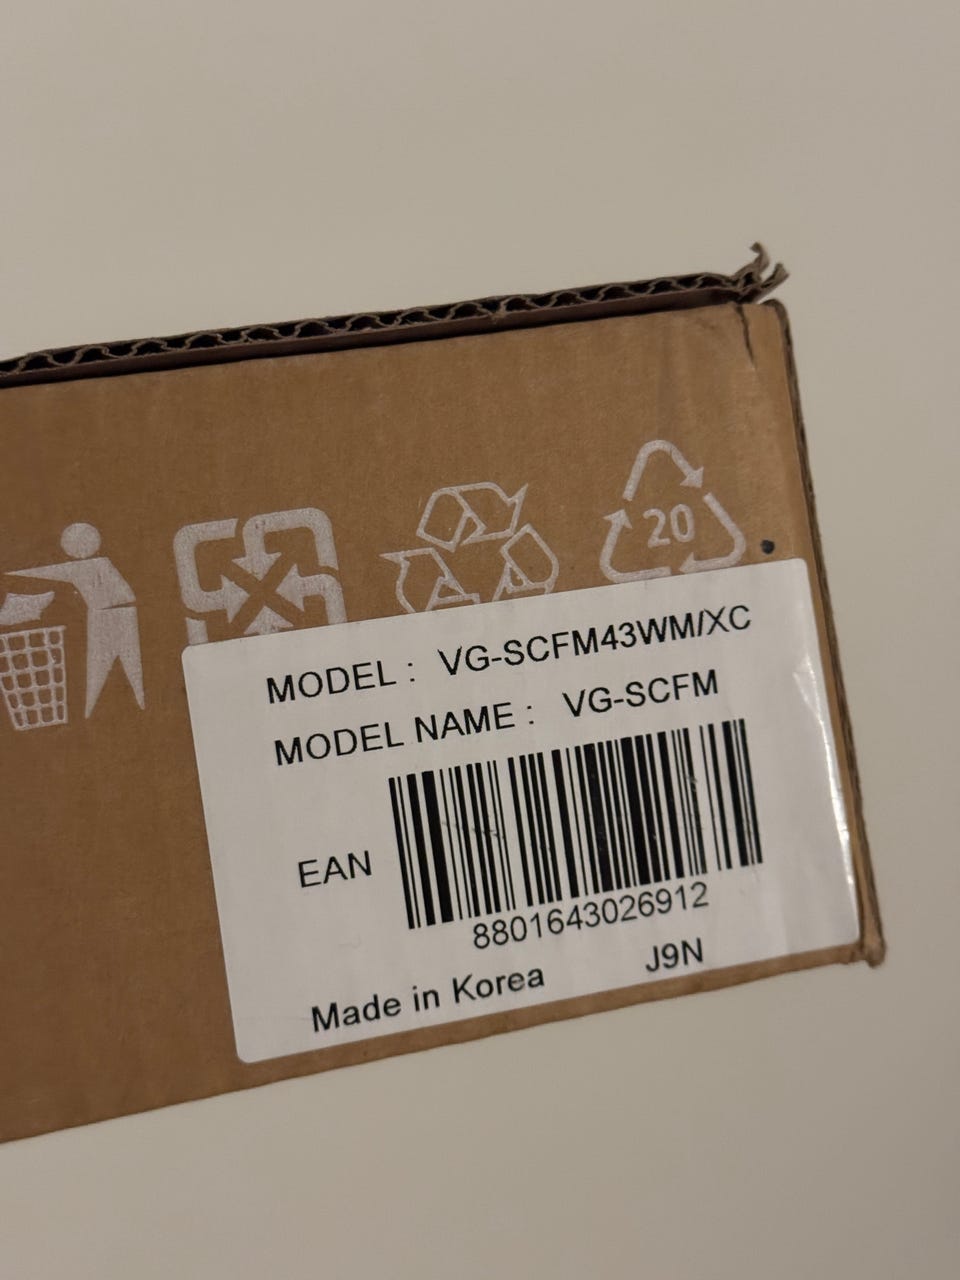 20
MODEL : VG-SCFM43WM/XC
MODEL NAME : VG-SCFM
EAN
8801643026912
Made in Korea J9N